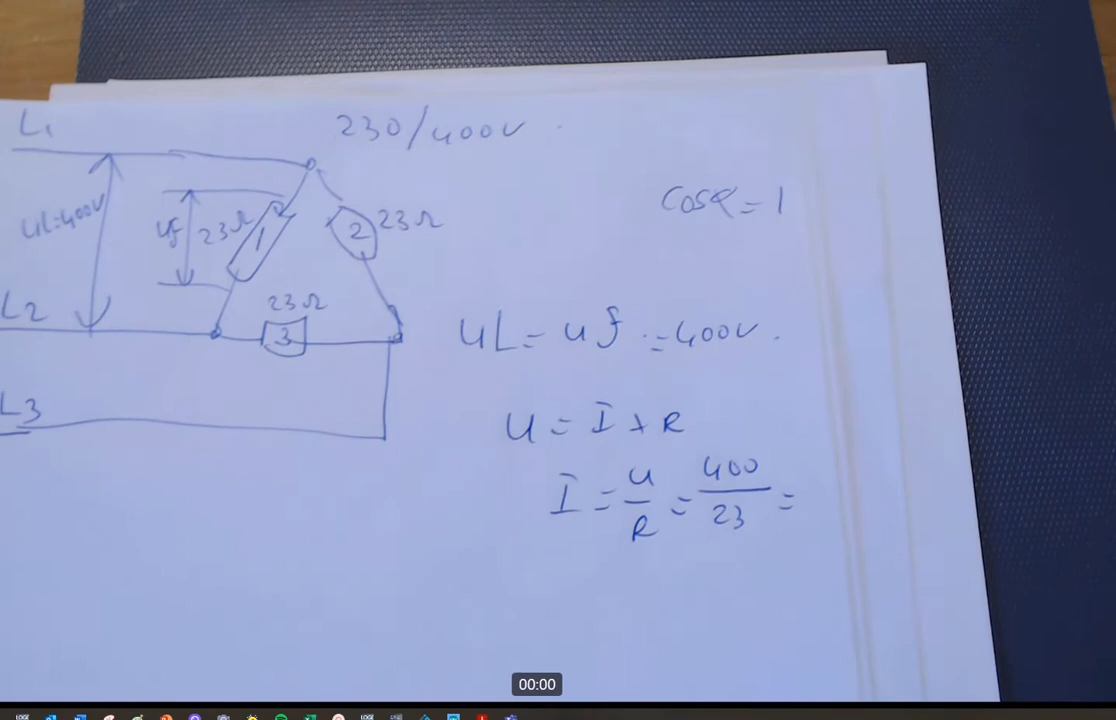 L1
230/400V
UL=400V
Uf
23Ω
1
2
23Ω
cosφ=1
L2
23Ω
3
UL = Uf = 400V.
L3
U = I * R
I = U/R = 400/23 =
00:00